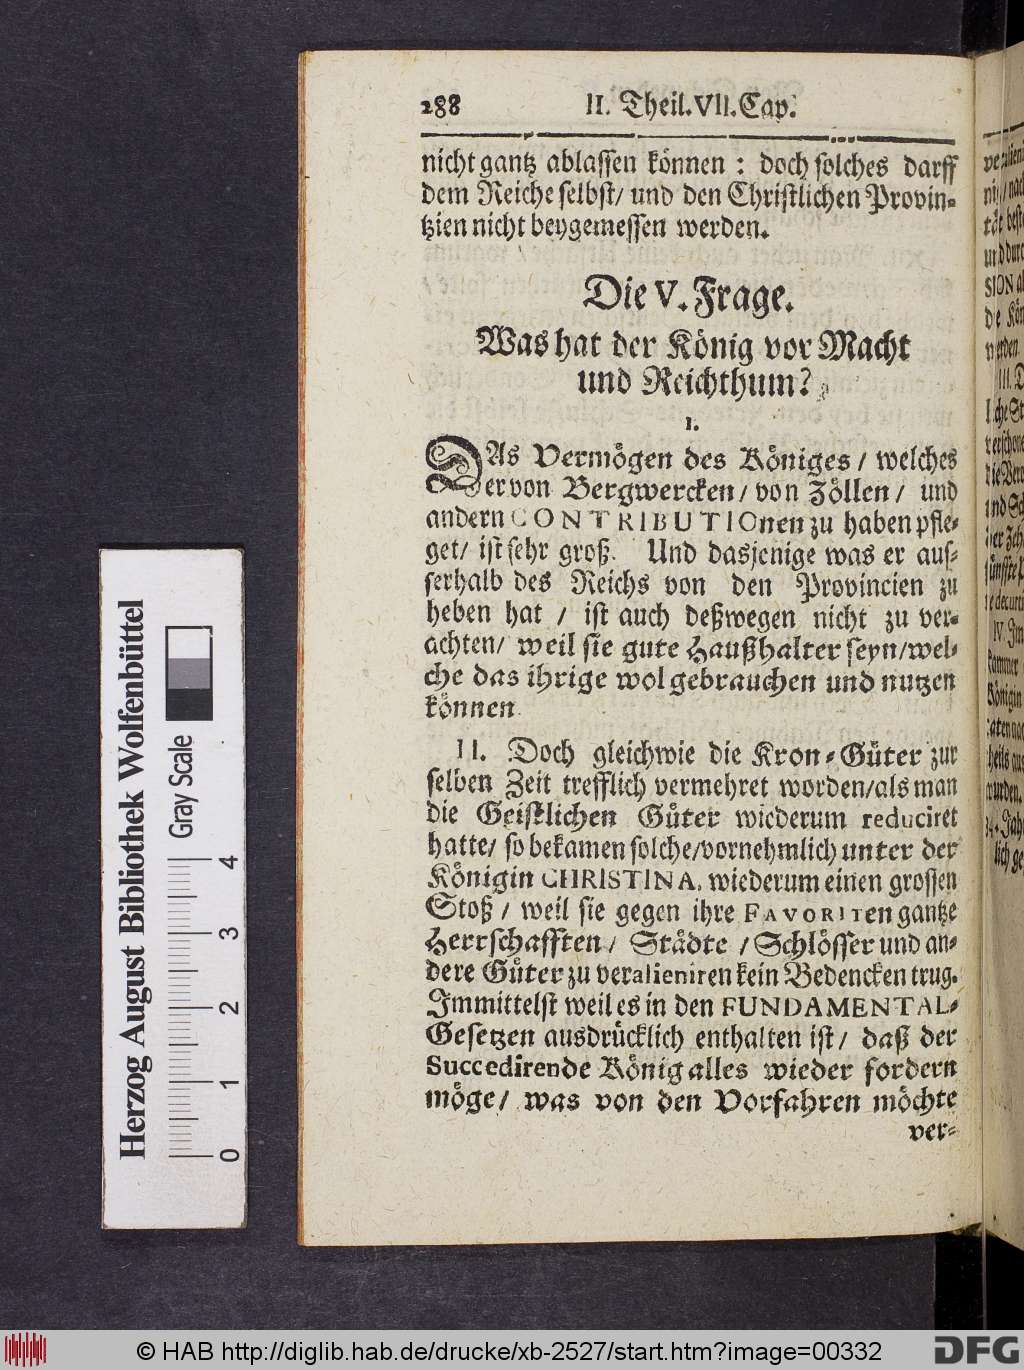 288 II. Theil. VII. Cap.
nicht gantz ablassen können : doch solches darff
dem Reiche selbst/ und den Christlichen Provin-
tzien nicht beygemessen werden.
Die V. Frage.
Was hat der König vor Macht
und Reichthum?
I.
DAs Vermögen des Königes / welches
er von Bergwercken / von Zöllen / und
andern CONTRIBUTIOnen zu haben pfle-
get/ ist sehr groß. Und dasjenige was er aus-
serhalb des Reichs von den Provincien zu
heben hat / ist auch deßwegen nicht zu ver-
achten/ weil sie gute Haußhalter seyn/wel-
che das ihrige wol gebrauchen und nutzen
können
II. Doch gleichwie die Kron-Güter zur
selben Zeit trefflich vermehret worden/als man
die Geistlichen Güter wiederum reduciret
hatte/ so bekamen solche/vornehmlich unter der
Königin CHRISTINA, wiederum einen grossen
Stoß / weil sie gegen ihre FAVORITen gantze
Herrschafften / Städte / Schlösser und an-
dere Güter zu veralieniren kein Bedencken trug.
Immittelst weil es in den FUNDAMENTAL-
Gesetzen ausdrücklich enthalten ist / daß der
Succedirende König alles wieder fordern
möge / was von den Vorfahren möchte
ver-
Herzog August Bibliothek Wolfenbüttel
Gray Scale
0 1 2 3 4
© HAB http://diglib.hab.de/drucke/xb-2527/start.htm?image=00332
DFG